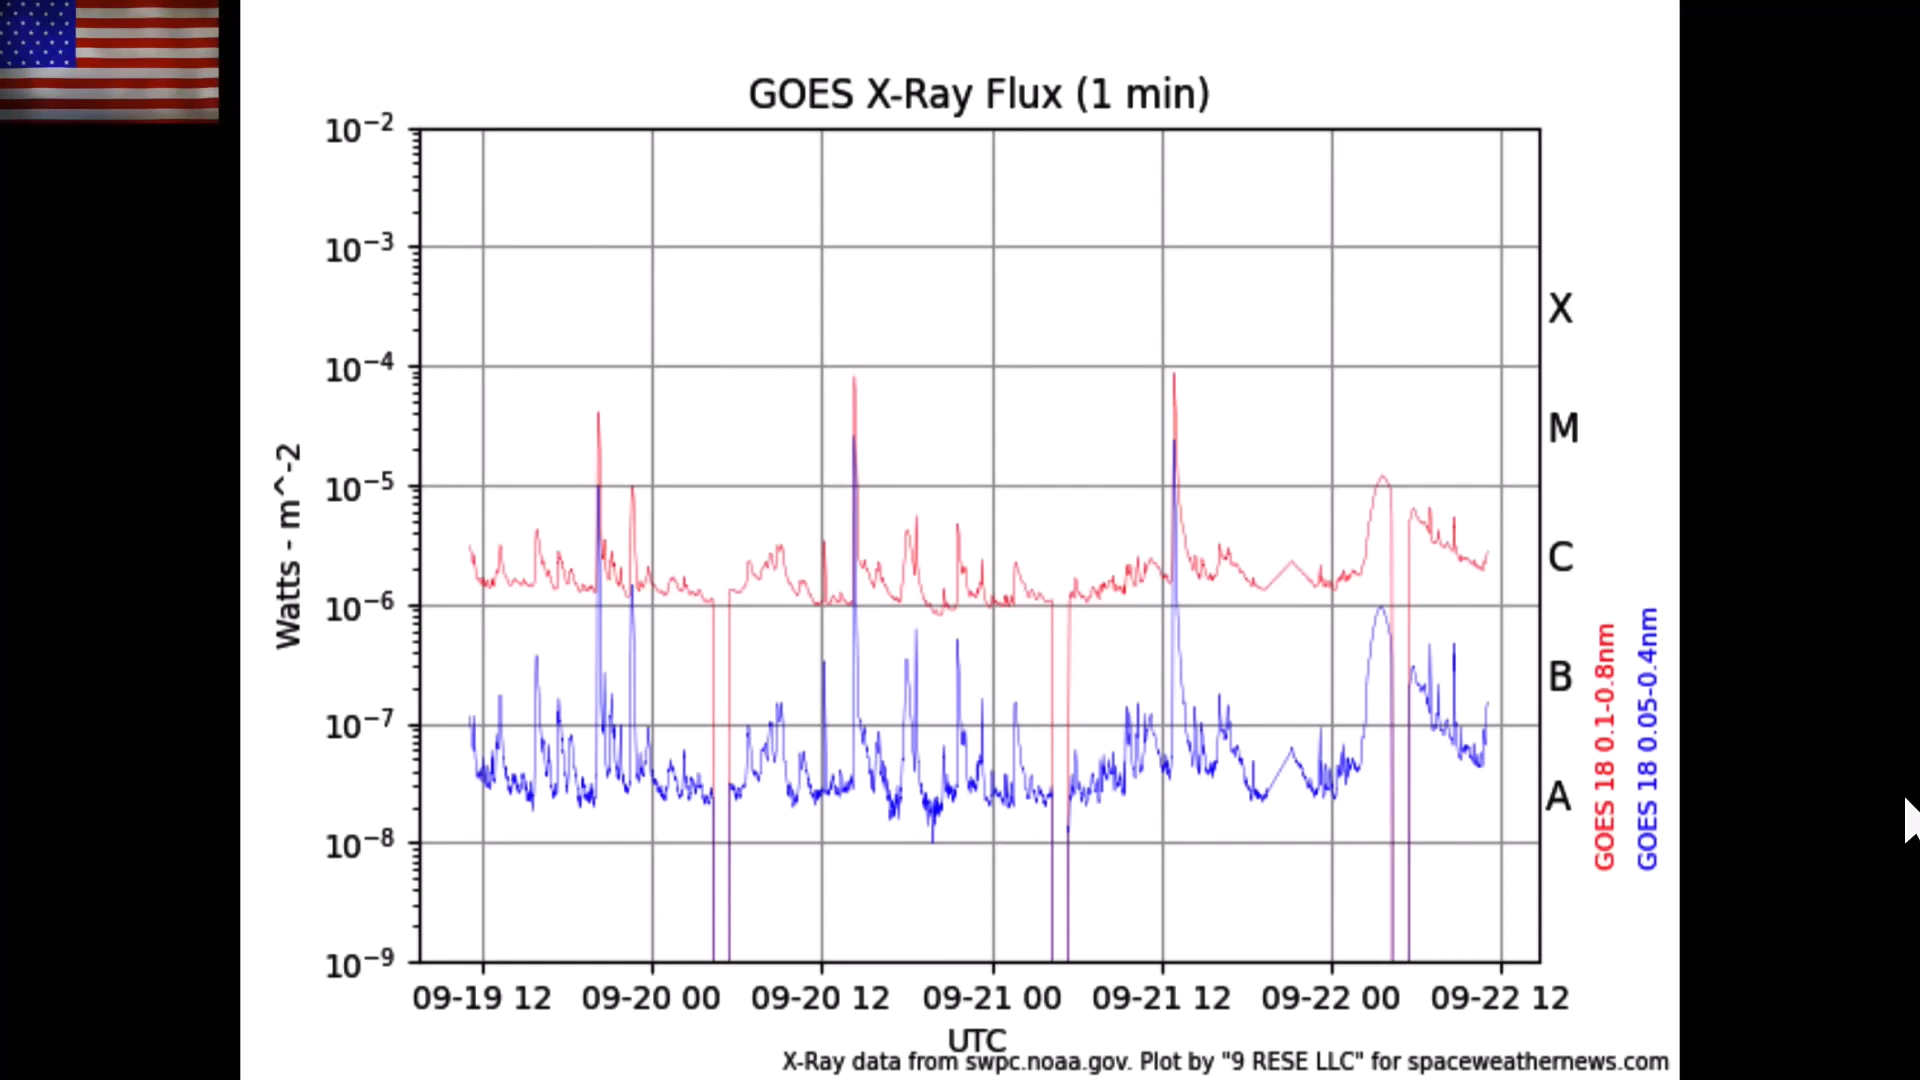 GOES X-Ray Flux (1 min)
10−2
10−3
10−4
10−5
10−6
10−7
10−8
10−9
Watts - m^-2
X
M
C
B
A
GOES 18 0.1-0.8nm
GOES 18 0.05-0.4nm
09-19 12 09-20 00 09-20 12 09-21 00 09-21 12 09-22 00 09-22 12
UTC
X-Ray data from swpc.noaa.gov. Plot by "9 RESE LLC" for spaceweathernews.com